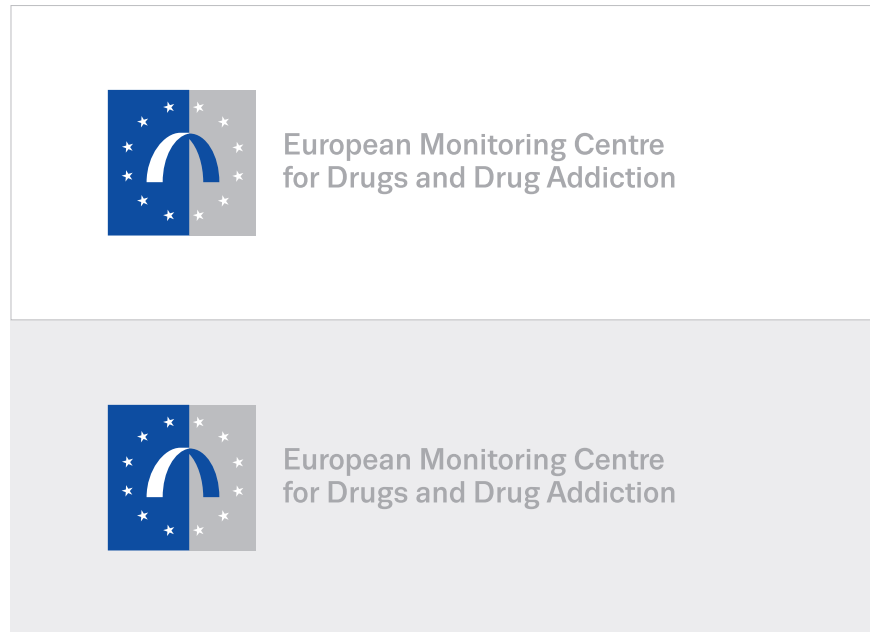 European Monitoring Centre
for Drugs and Drug Addiction
European Monitoring Centre
for Drugs and Drug Addiction